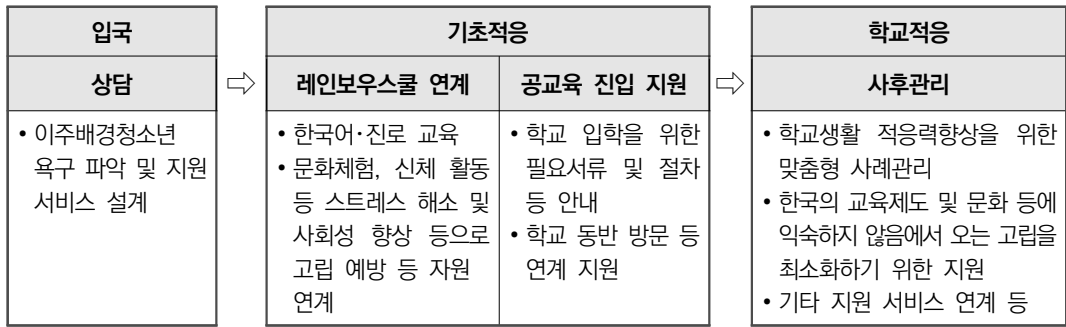 입국
상담
• 이주배경청소년
욕구 파악 및 지원
서비스 설계
⇨
기초적응
레인보우스쿨 연계
• 한국어·진로 교육
• 문화체험, 신체 활동
등 스트레스 해소 및
사회성 향상 등으로
고립 예방 등 자원
연계
공교육 진입 지원
• 학교 입학을 위한
필요서류 및 절차
등 안내
• 학교 동반 방문 등
연계 지원
⇨
학교적응
사후관리
• 학교생활 적응력향상을 위한
맞춤형 사례관리
• 한국의 교육제도 및 문화 등에
익숙하지 않음에서 오는 고립을
최소화하기 위한 지원
• 기타 지원 서비스 연계 등